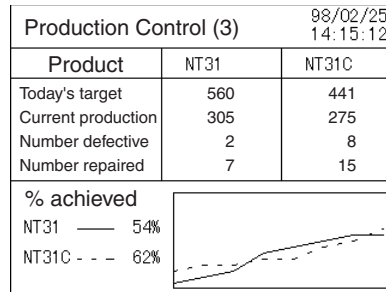 Production Control (3) 98/02/25
14:15:12
Product NT31 NT31C
Today's target 560 441
Current production 305 275
Number defective 2 8
Number repaired 7 15
% achieved
NT31 —— 54%
NT31C - - - 62%